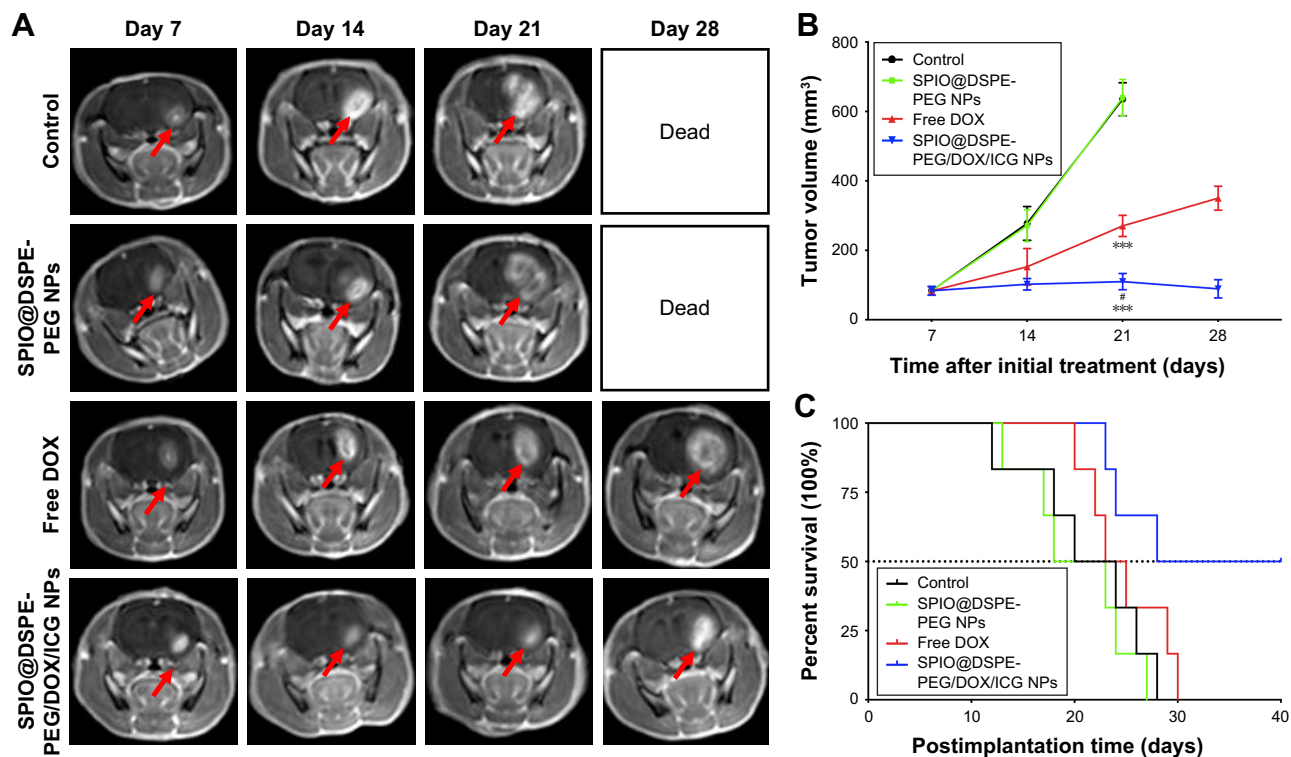 A
Day 7
Day 14
Day 21
Day 28
Control
Dead
SPIO@DSPE-
PEG NPs
Dead
Free DOX
SPIO@DSPE-
PEG/DOX/ICG NPs
B
Tumor volume (mm³)
800
600
400
200
0
Control
SPIO@DSPE-
PEG NPs
Free DOX
SPIO@DSPE-
PEG/DOX/ICG NPs
***
#
***
7
14
21
28
Time after initial treatment (days)
C
Percent survival (100%)
100
75
50
25
0
Control
SPIO@DSPE-
PEG NPs
Free DOX
SPIO@DSPE-
PEG/DOX/ICG NPs
0
10
20
30
40
Postimplantation time (days)